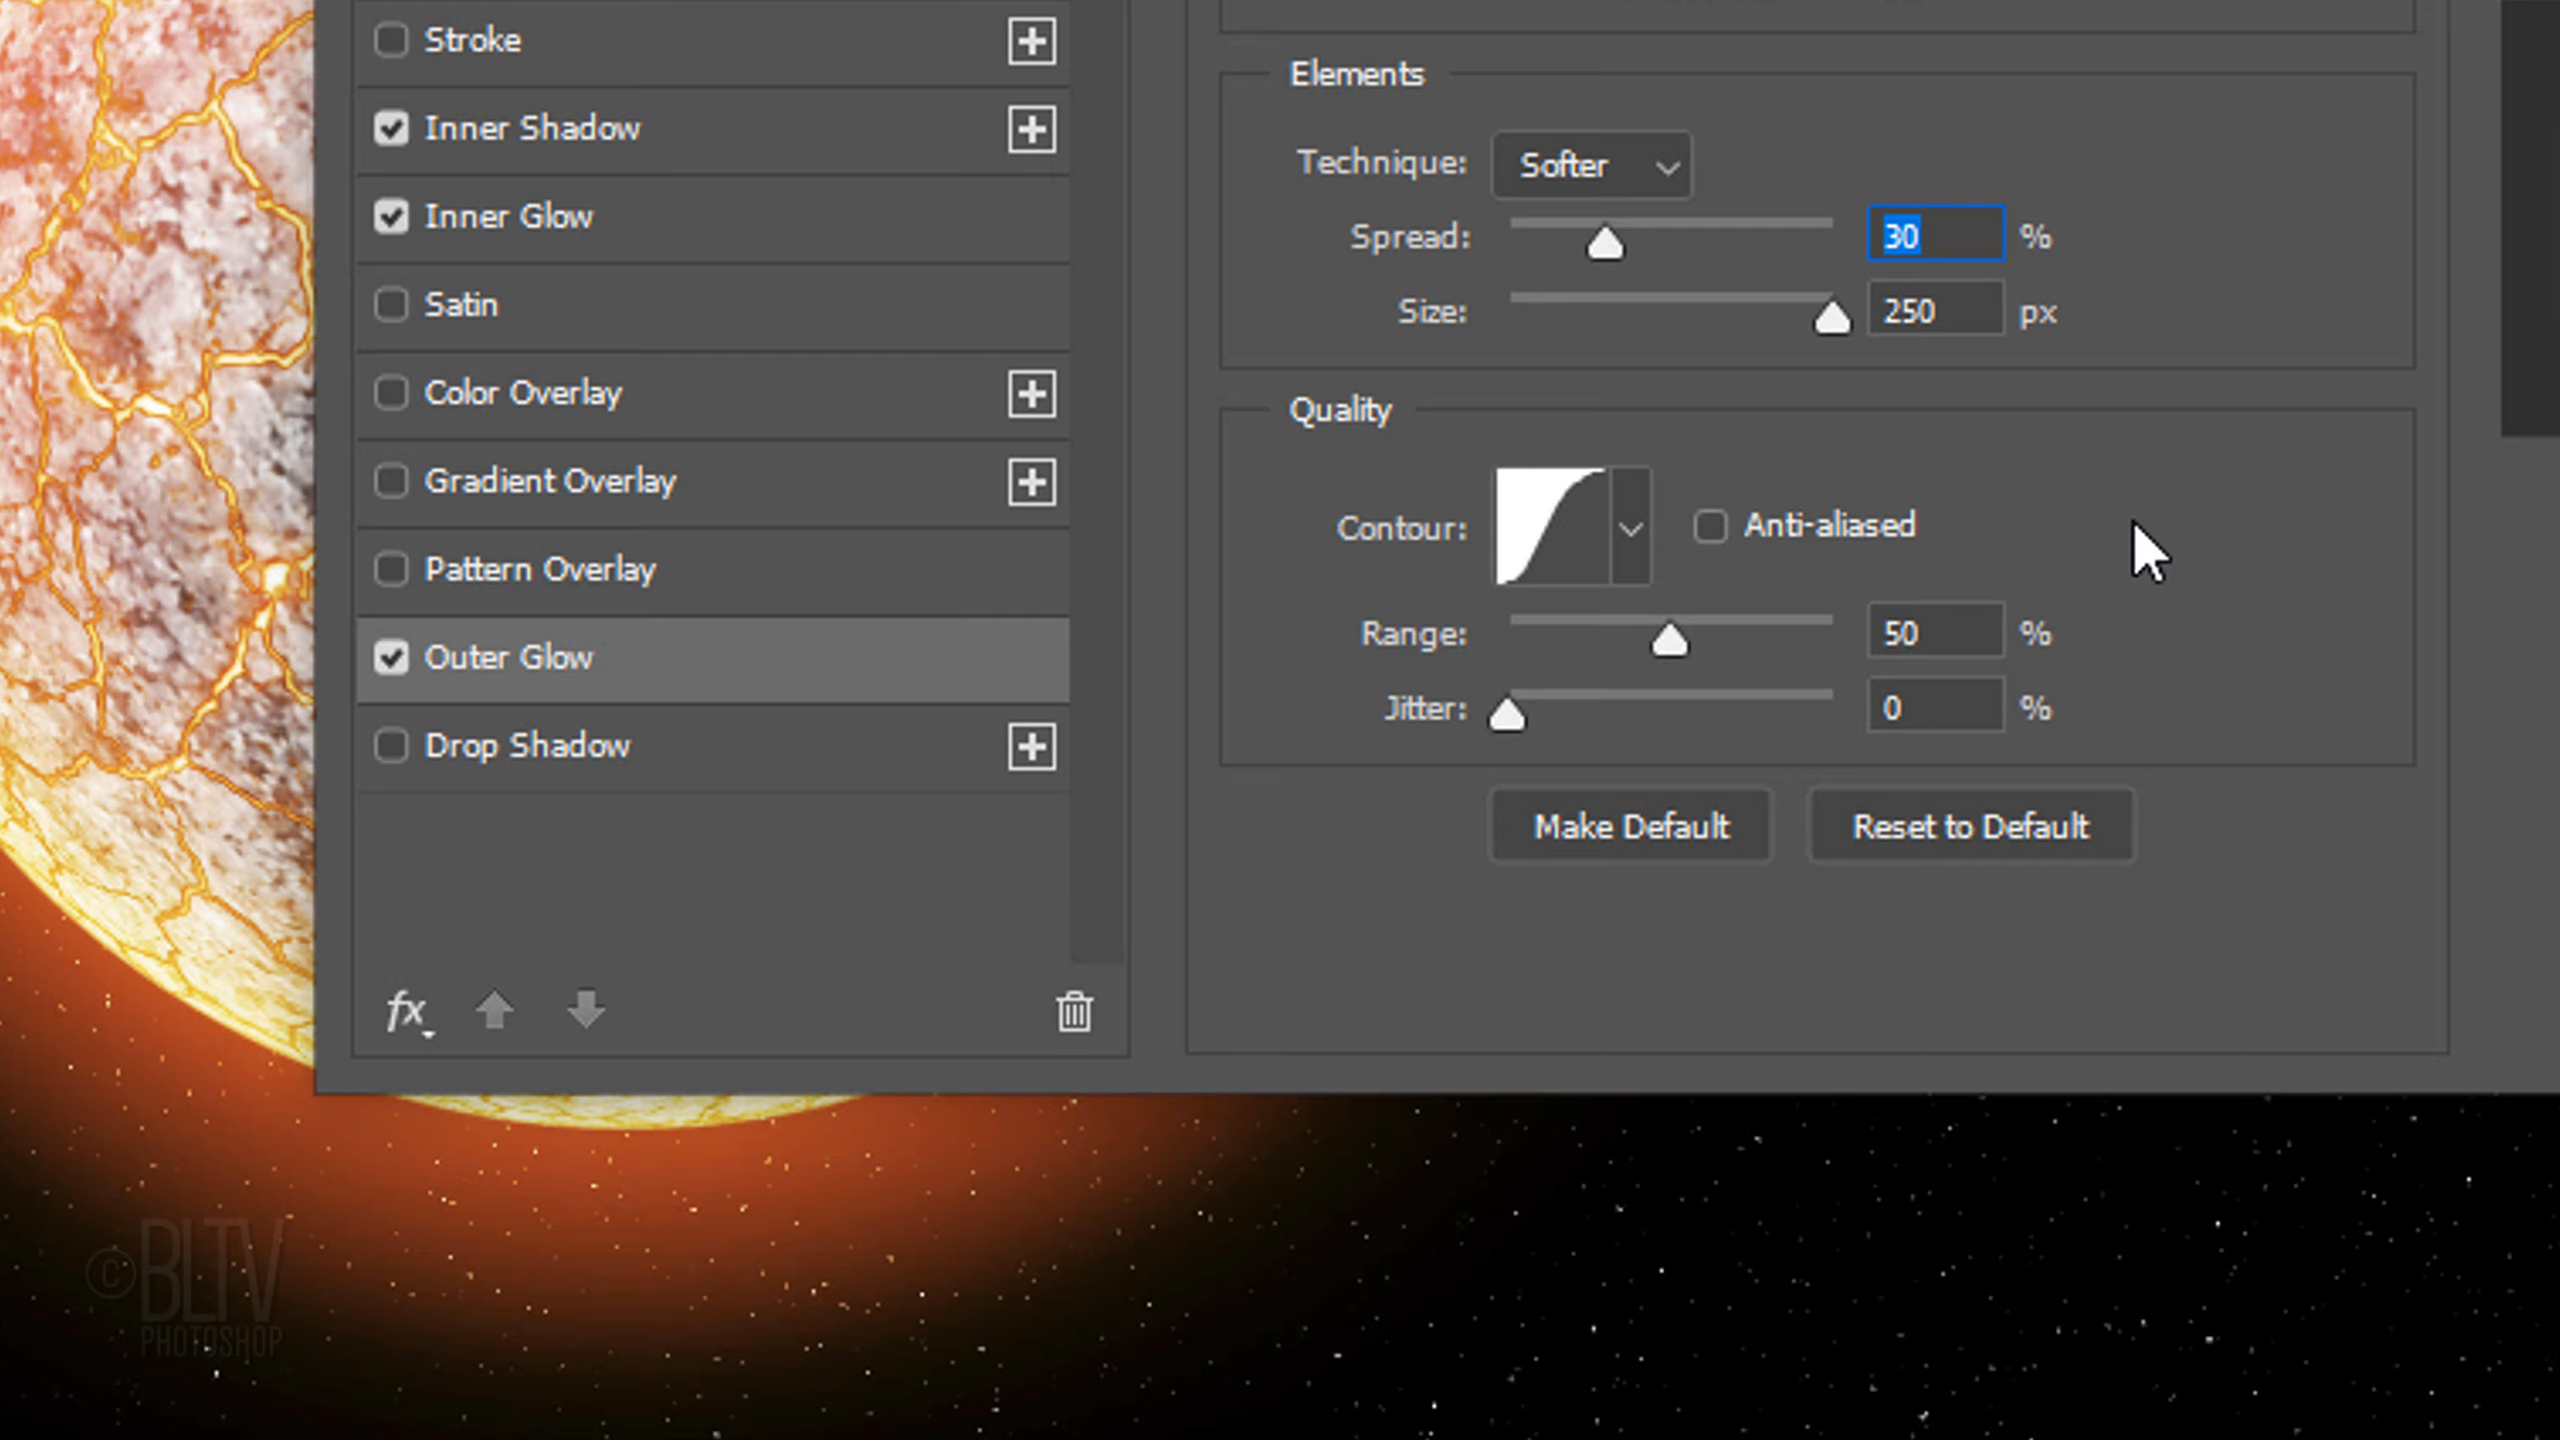 Stroke
Inner Shadow
Inner Glow
Satin
Color Overlay
Gradient Overlay
Pattern Overlay
Outer Glow
Drop Shadow
fx
Elements
Technique: Softer
Spread: 30 %
Size: 250 px
Quality
Contour: Anti-aliased
Range: 50 %
Jitter: 0 %
Make Default Reset to Default
©BLTV
PHOTOSHOP